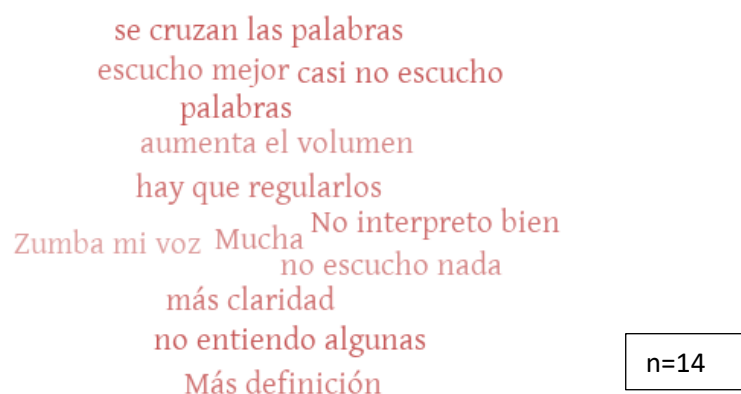 se cruzan las palabras
escucho mejor casi no escucho
palabras
aumenta el volumen
hay que regularlos
Zumba mi voz Mucha No interpreto bien
no escucho nada
más claridad
no entiendo algunas
Más definición
n=14